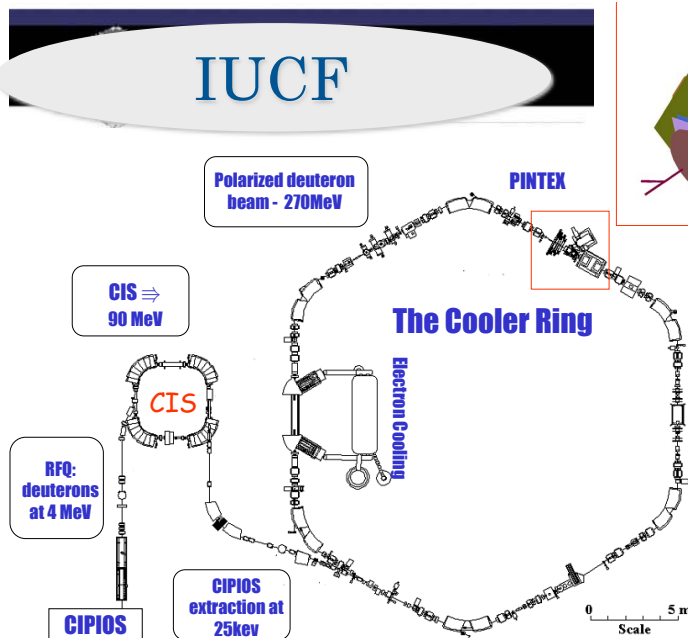 IUCF
Polarized deuteron
beam - 270MeV
PINTEX
CIS ⇒
90 MeV
The Cooler Ring
Electron Cooling
CIS
RFQ:
deuterons
at 4 MeV
CIPIOS
extraction at
25kev
CIPIOS
0 5 m
Scale